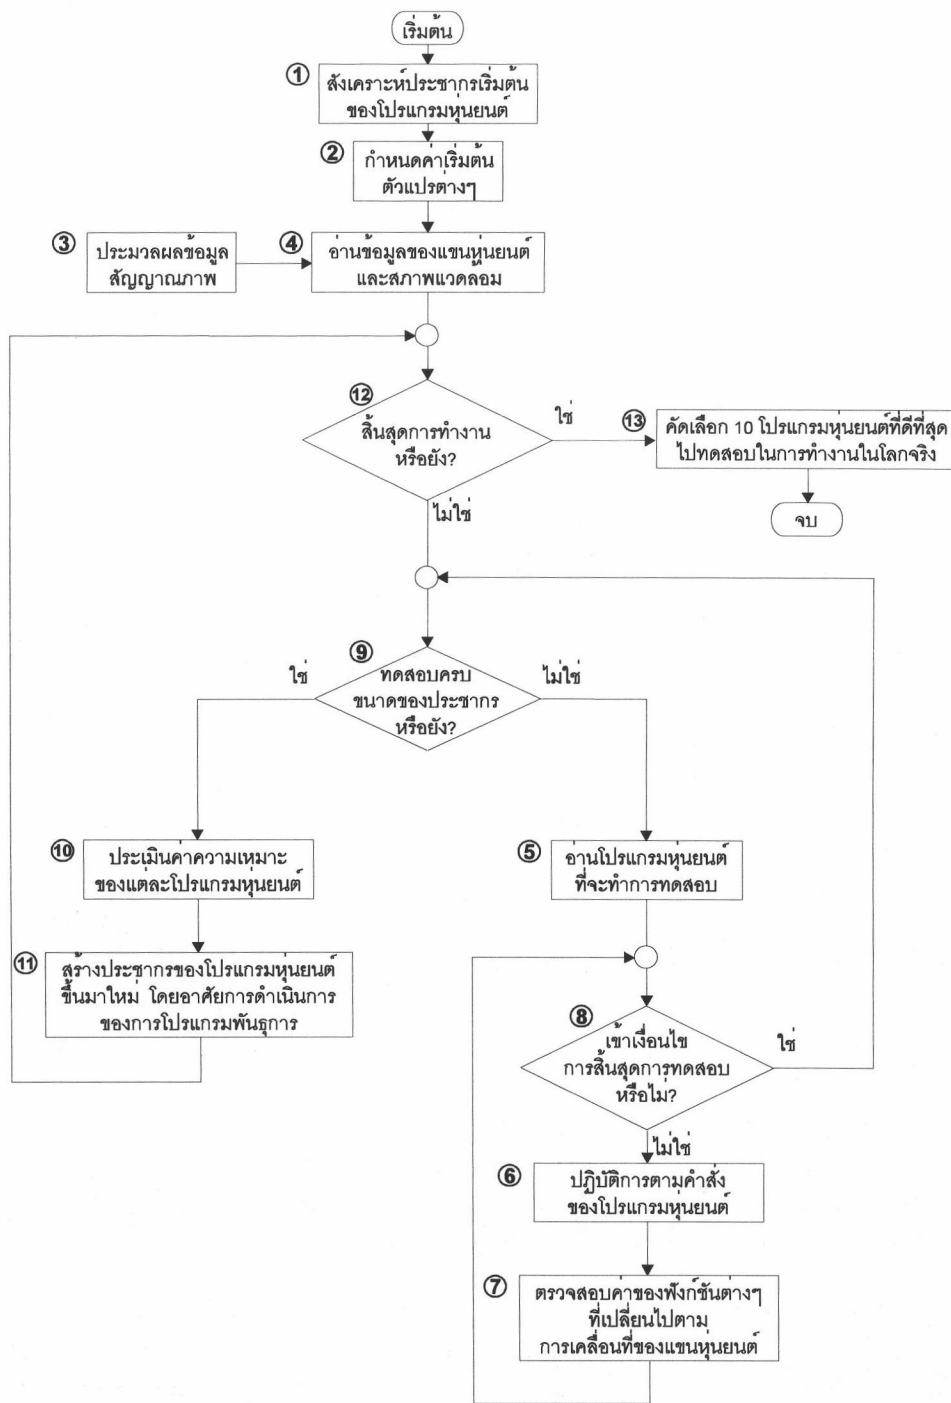 เริ่มต้น
① สังเคราะห์ประชากรเริ่มต้น
ของโปรแกรมหุ่นยนต์
② กำหนดค่าเริ่มต้น
ตัวแปรต่างๆ
③ ประมวลผลข้อมูล
สัญญาณภาพ
④ อ่านข้อมูลของแขนหุ่นยนต์
และสภาพแวดล้อม
⑫
สิ้นสุดการทำงาน
หรือยัง?
ใช่
ไม่ใช่
⑬ คัดเลือก 10 โปรแกรมหุ่นยนต์ที่ดีที่สุด
ไปทดสอบในการทำงานในโลกจริง
จบ
⑨
ทดสอบครบ
ขนาดของประชากร
หรือยัง?
ใช่
ไม่ใช่
⑩ ประเมินค่าความเหมาะ
ของแต่ละโปรแกรมหุ่นยนต์
⑪ สร้างประชากรของโปรแกรมหุ่นยนต์
ขึ้นมาใหม่ โดยอาศัยการดำเนินการ
ของการโปรแกรมพันธุการ
⑤ อ่านโปรแกรมหุ่นยนต์
ที่จะทำการทดสอบ
⑧
เข้าเงื่อนไข
การสิ้นสุดการทดสอบ
หรือไม่?
ใช่
ไม่ใช่
⑥ ปฏิบัติการตามคำสั่ง
ของโปรแกรมหุ่นยนต์
⑦ ตรวจสอบค่าของฟังก์ชันต่างๆ
ที่เปลี่ยนไปตาม
การเคลื่อนที่ของแขนหุ่นยนต์